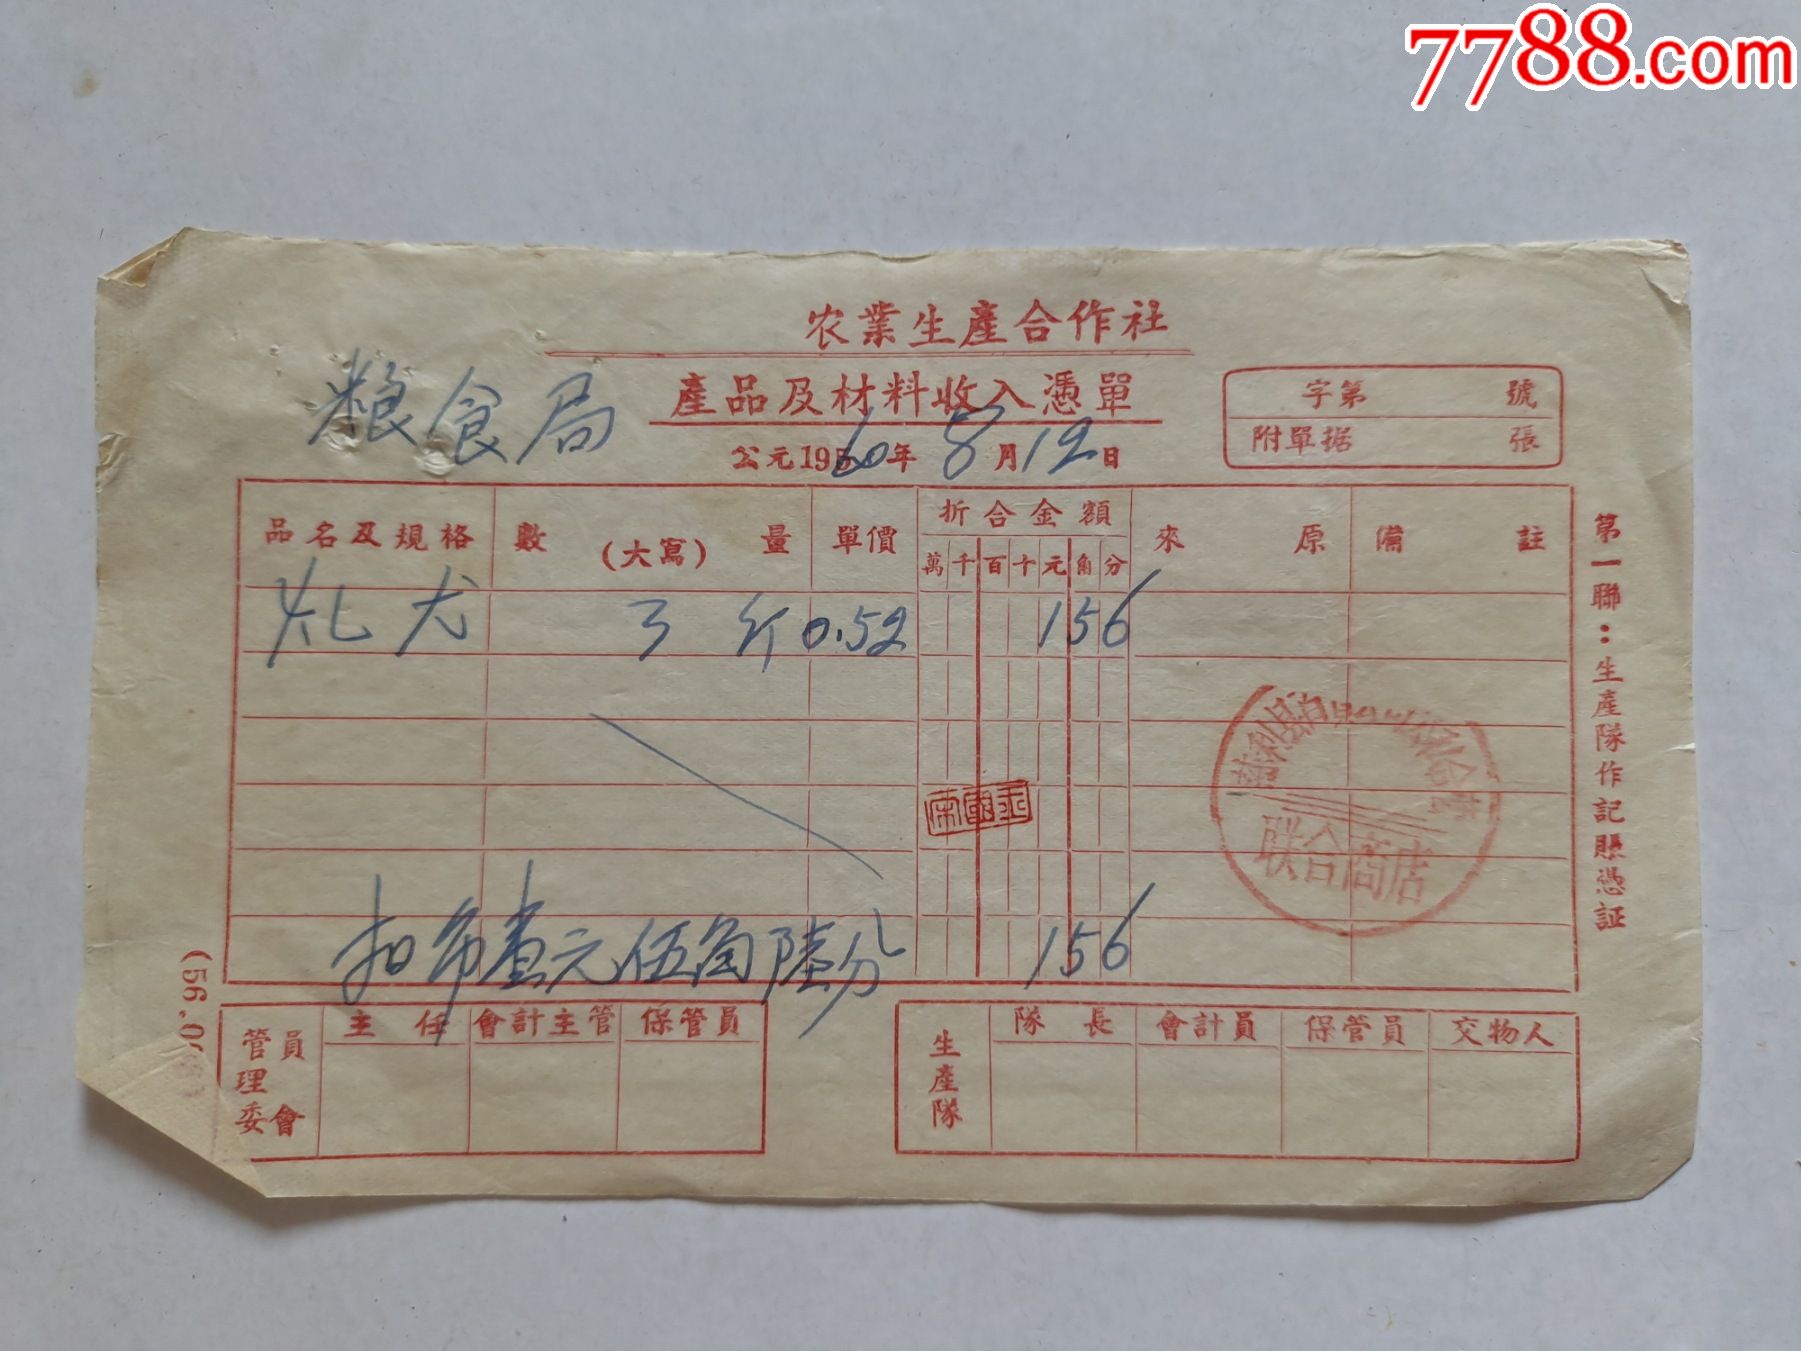 7788.com
农業生產合作社
粮食局
產品及材料收入憑單
字第 號
附單据 張
公元1960年8月12日
品名及規格 數(大寫)量 單價 折合金額 來原 備註
萬千百十元角分
3斤 0.52 156
联合商店
扣币壹元伍角陸分 156
第一聯:生產隊作記賬憑証
(56.
管理委員會 主任 會計主管 保管員
生產隊 隊長 會計員 保管員 交物人